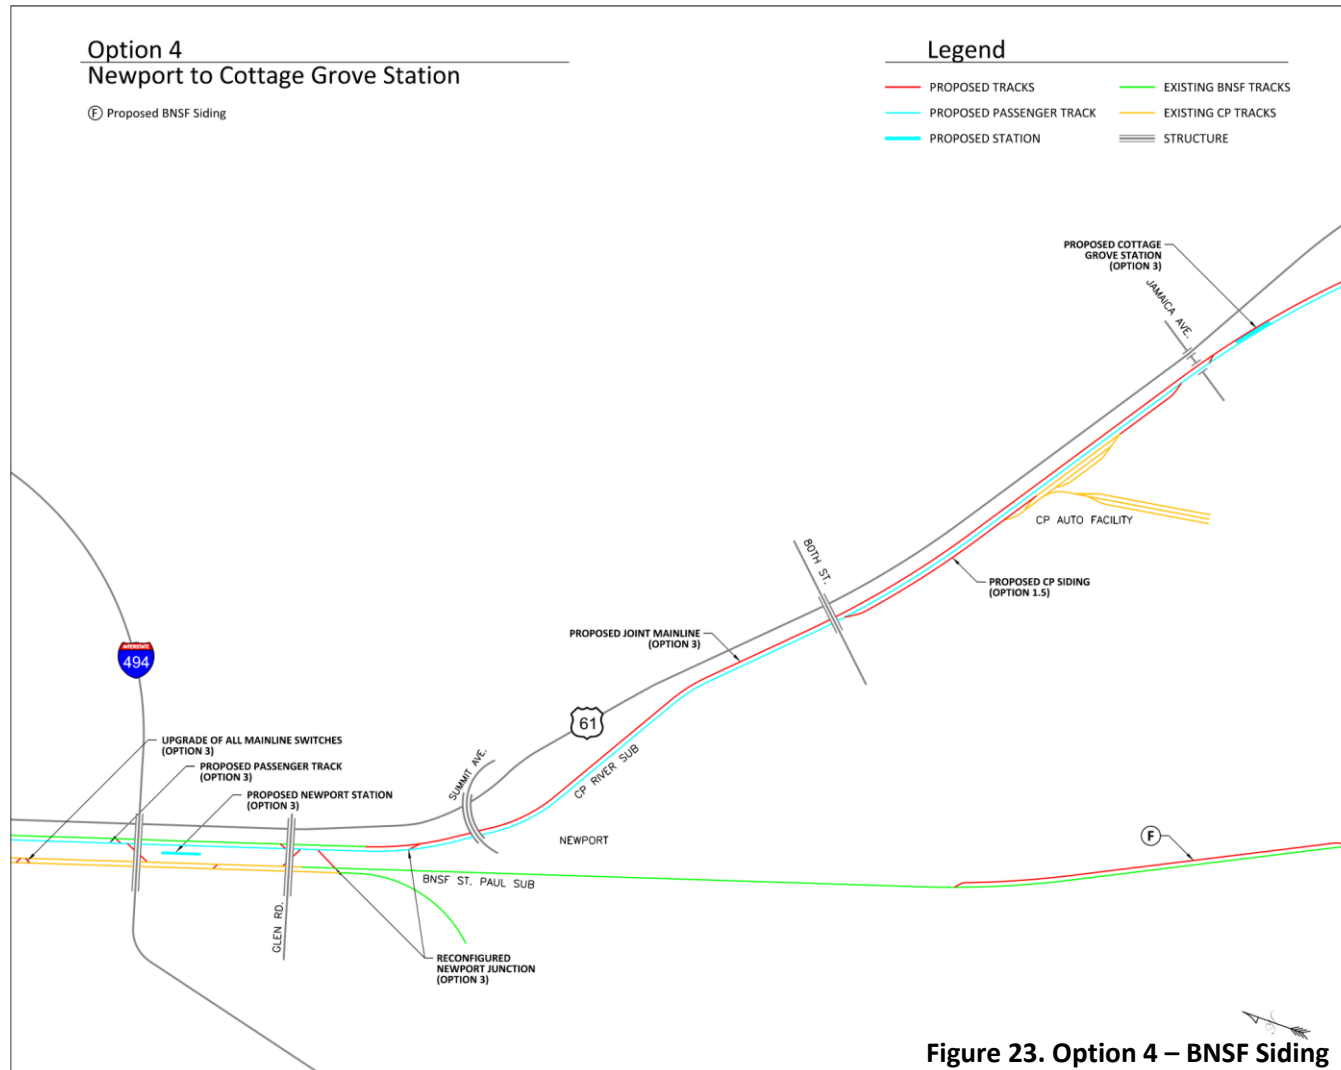 Option 4
Newport to Cottage Grove Station
F Proposed BNSF Siding
Legend
PROPOSED TRACKS
EXISTING BNSF TRACKS
PROPOSED PASSENGER TRACK
EXISTING CP TRACKS
PROPOSED STATION
STRUCTURE
PROPOSED COTTAGE
GROVE STATION
(OPTION 3)
JAMAICA AVE.
CP AUTO FACILITY
80TH ST.
PROPOSED CP SIDING
(OPTION 1.5)
PROPOSED JOINT MAINLINE
(OPTION 3)
INTERSTATE
494
61
UPGRADE OF ALL MAINLINE SWITCHES
(OPTION 3)
PROPOSED PASSENGER TRACK
(OPTION 3)
PROPOSED NEWPORT STATION
(OPTION 3)
SUMMIT AVE.
CP RIVER SUB
NEWPORT
F
BNSF ST. PAUL SUB
GLEN RD.
RECONFIGURED
NEWPORT JUNCTION
(OPTION 3)
Figure 23. Option 4 – BNSF Siding